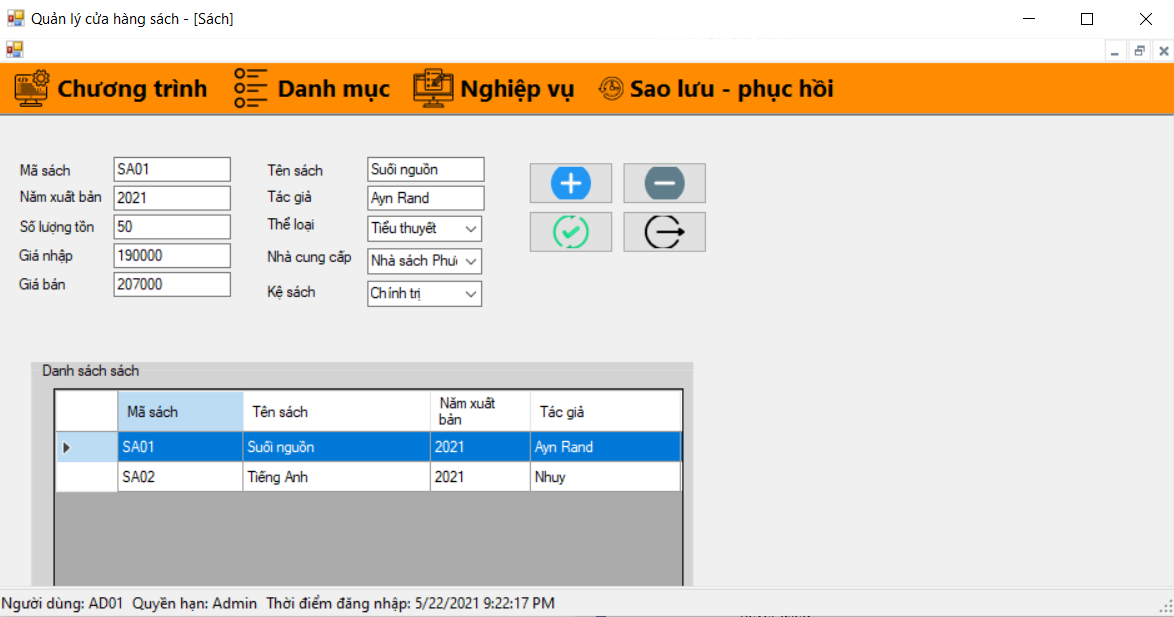 Quản lý cửa hàng sách - [Sách]
Chương trình Danh mục Nghiệp vụ Sao lưu - phục hồi
Mã sách SA01 Tên sách Suối nguồn
Năm xuất bản 2021 Tác giả Ayn Rand
Số lượng tồn 50 Thể loại Tiểu thuyết
Giá nhập 190000 Nhà cung cấp Nhà sách
Giá bán 207000 Kệ sách Chính trị
Danh sách sách
Mã sách Tên sách Năm xuất bản Tác giả
SA01 Suối nguồn 2021 Ayn Rand
SA02 Tiếng Anh 2021 Nhuy
Người dùng: AD01 Quyền hạn: Admin Thời điểm đăng nhập: 5/22/2021 9:22:17 PM